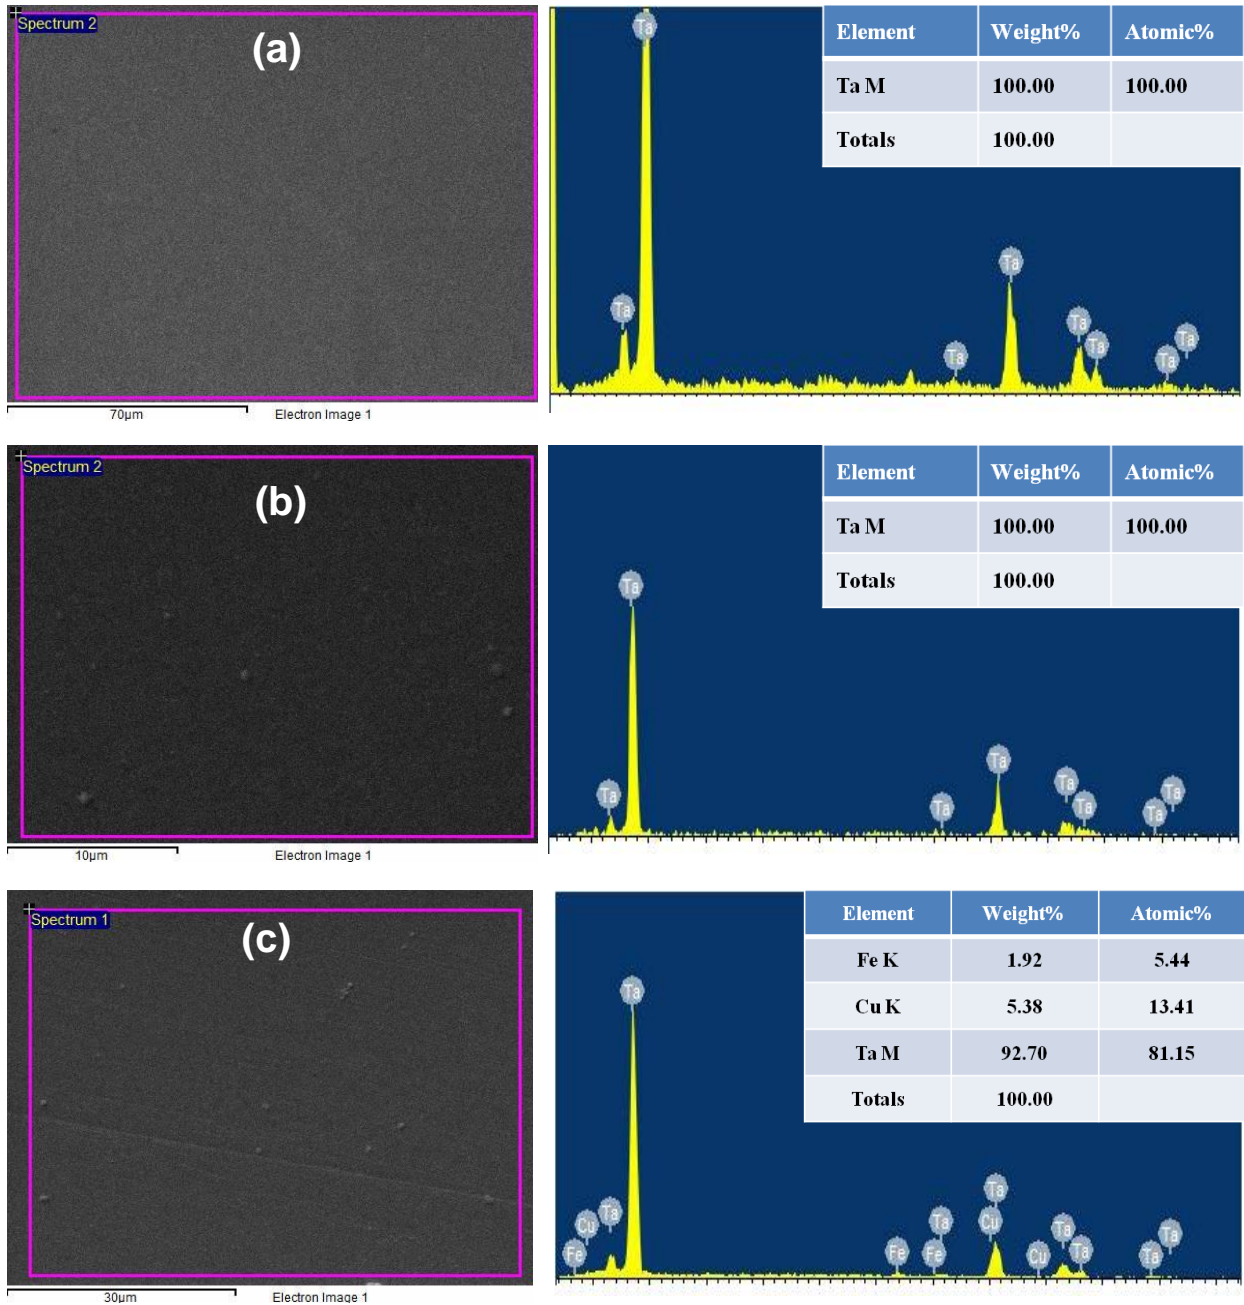 Spectrum 2
(a)
70µm
Electron Image 1
Ta
Ta
Ta
Ta
Ta
Ta
Ta
Ta
Element Weight% Atomic%
Ta M 100.00 100.00
Totals 100.00
Spectrum 2
(b)
10µm
Electron Image 1
Ta
Ta
Ta
Ta
Ta
Ta
Ta
Ta
Element Weight% Atomic%
Ta M 100.00 100.00
Totals 100.00
Spectrum 1
(c)
30µm
Electron Image 1
Fe
Cu
Ta
Ta
Fe
Fe
Ta
Cu
Ta
Cu
Ta
Ta
Ta
Ta
Element Weight% Atomic%
Fe K 1.92 5.44
Cu K 5.38 13.41
Ta M 92.70 81.15
Totals 100.00